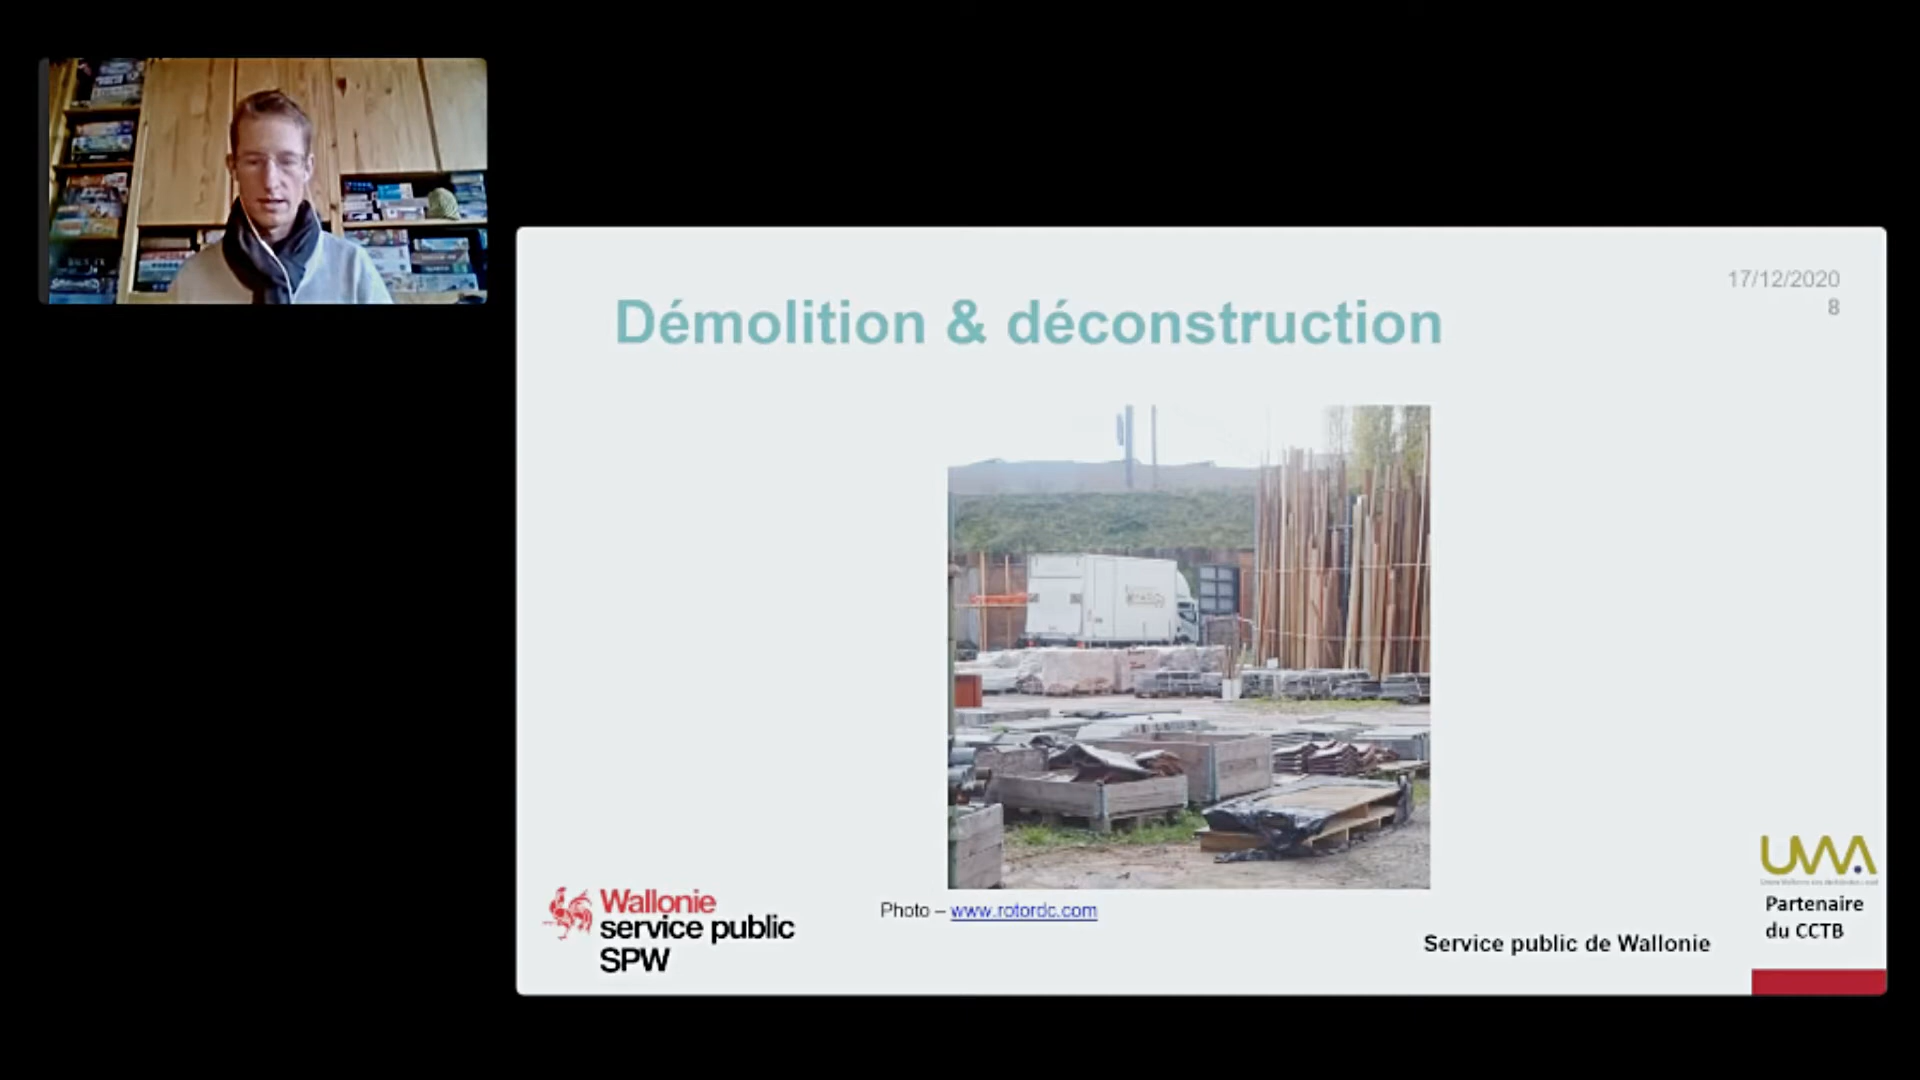 17/12/2020
8
Démolition & déconstruction
Photo – www.rotordc.com
Wallonie
service public
SPW
Service public de Wallonie
UWA
Partenaire
du CCTB